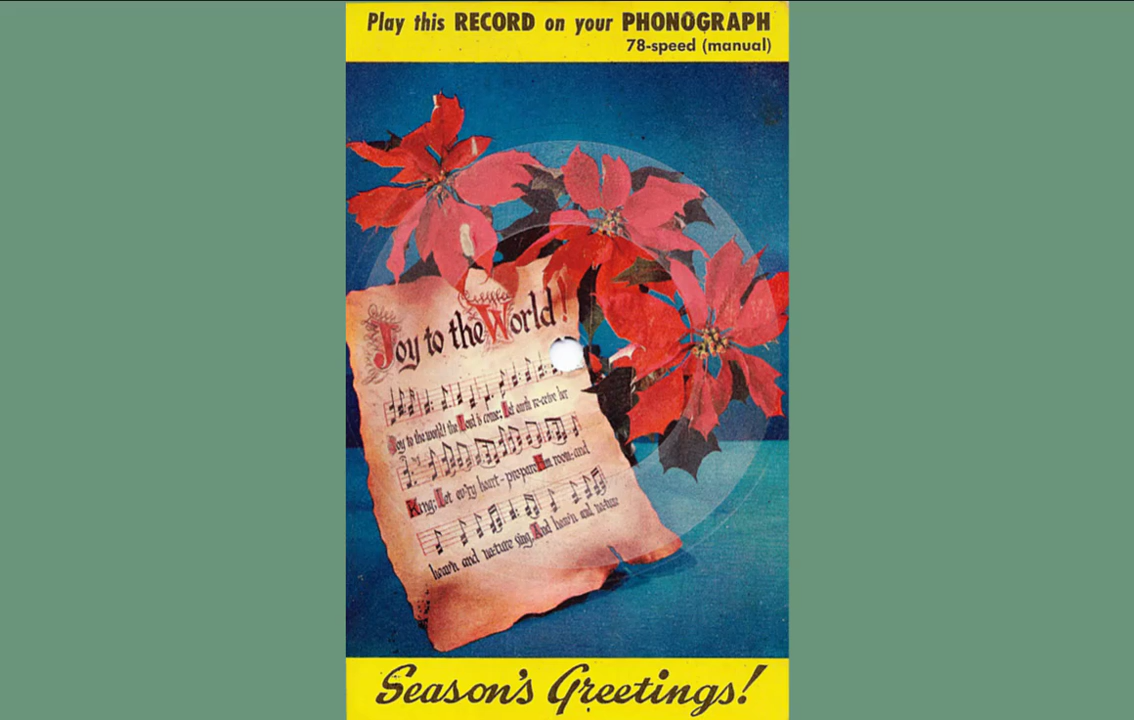 Play this RECORD on your PHONOGRAPH
78-speed (manual)
Joy to the World!
Joy to the world! the Lord is come; Let earth re-ceive her
King; Let ev'ry heart - prepare Him room - and
heav'n and nature sing, And heav'n and nature
Season's Greetings!